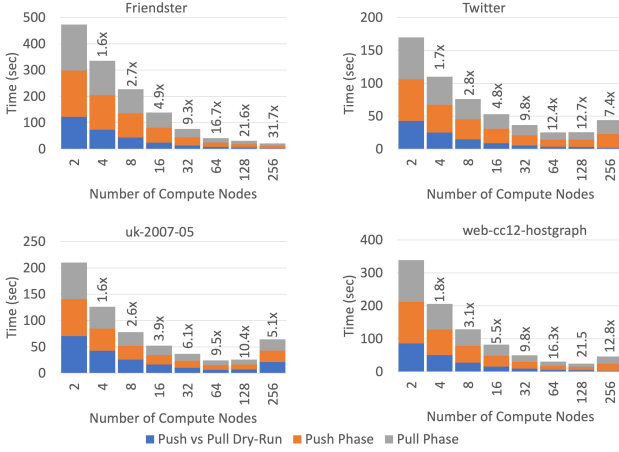 Friendster
Time (sec)
500
400
300
200
100
0
1.6x
2.7x
4.9x
9.3x
16.7x
21.6x
31.7x
2
4
8
16
32
64
128
256
Number of Compute Nodes
Twitter
Time (sec)
200
150
100
50
0
1.7x
2.8x
4.8x
9.8x
12.4x
12.7x
7.4x
2
4
8
16
32
64
128
256
Number of Compute Nodes
uk-2007-05
Time (sec)
250
200
150
100
50
0
1.6x
2.6x
3.9x
6.1x
9.5x
10.4x
5.1x
2
4
8
16
32
64
128
256
Number of Compute Nodes
web-cc12-hostgraph
Time (sec)
400
300
200
100
0
1.8x
3.1x
5.5x
9.8x
16.3x
21.5
12.8x
2
4
8
16
32
64
128
256
Number of Compute Nodes
Push vs Pull Dry-Run
Push Phase
Pull Phase